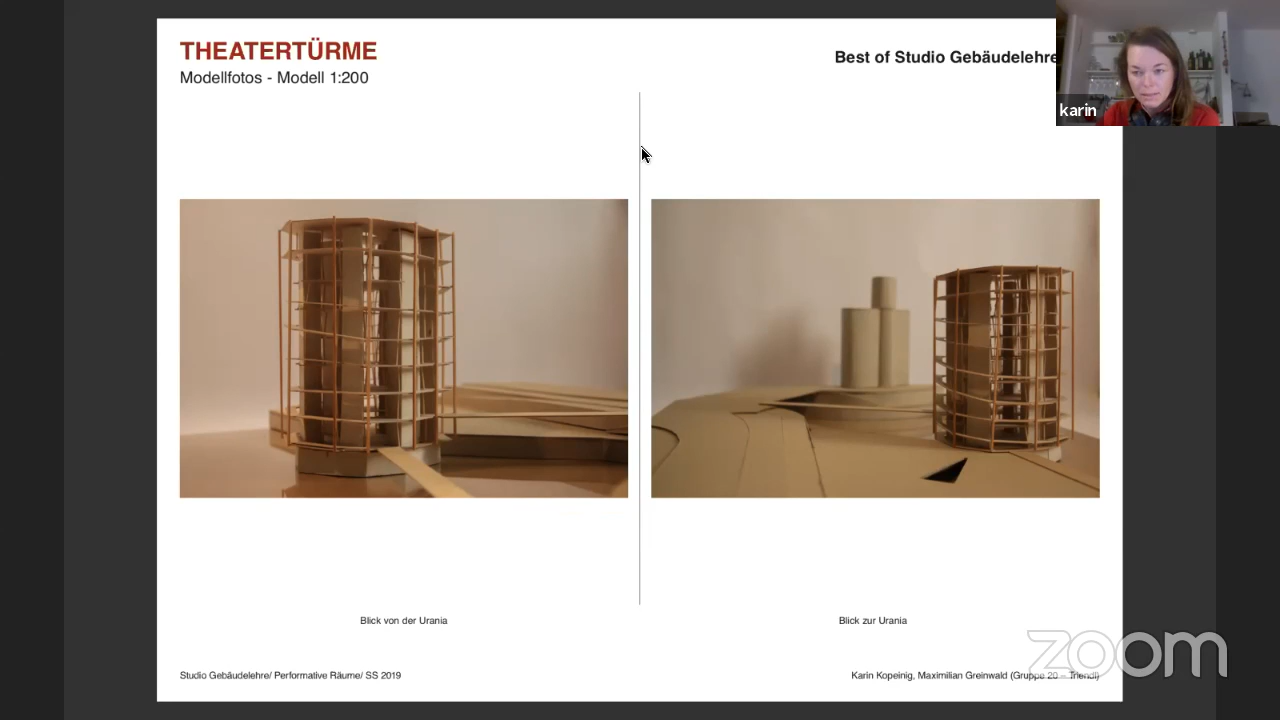 THEATERTÜRME
Modellfotos - Modell 1:200
Best of Studio Gebäudelehre
karin
Blick von der Urania
Blick zur Urania
Studio Gebäudelehre/ Performative Räume/ SS 2019
Karin Kopeinig, Maximilian Greinwald (Gruppe 20 – Triendl)
zoom